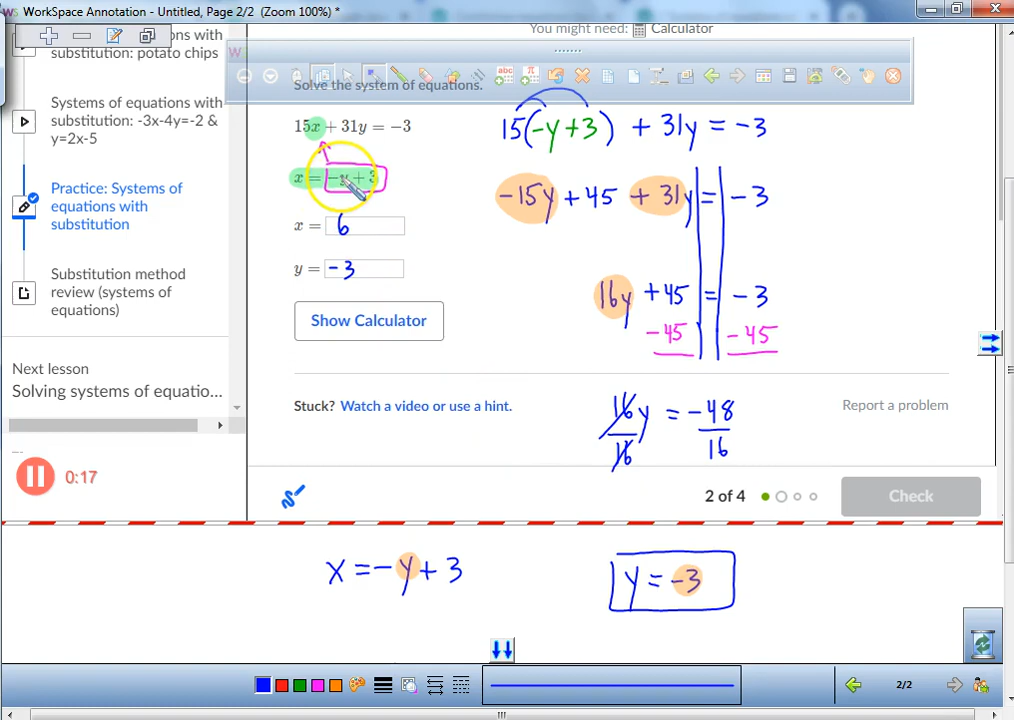 WorkSpace Annotation - Untitled, Page 2/2 (Zoom 100%) *
ons with
substitution: potato chips
Systems of equations with
substitution: -3x-4y=-2 &
y=2x-5
Practice: Systems of
equations with
substitution
Substitution method
review (systems of
equations)
Next lesson
Solving systems of equatio...
0:17
You might need: Calculator
Solve the system of equations.
15x + 31y = −3
x = −y + 3
x = 6
y = -3
Show Calculator
Stuck? Watch a video or use a hint.
Report a problem
2 of 4
Check
15(-y+3) + 31y = -3
-15y + 45 + 31y = -3
16y + 45 = -3
-45 -45
16y = -48
16 16
x = -y + 3
y = -3
2/2